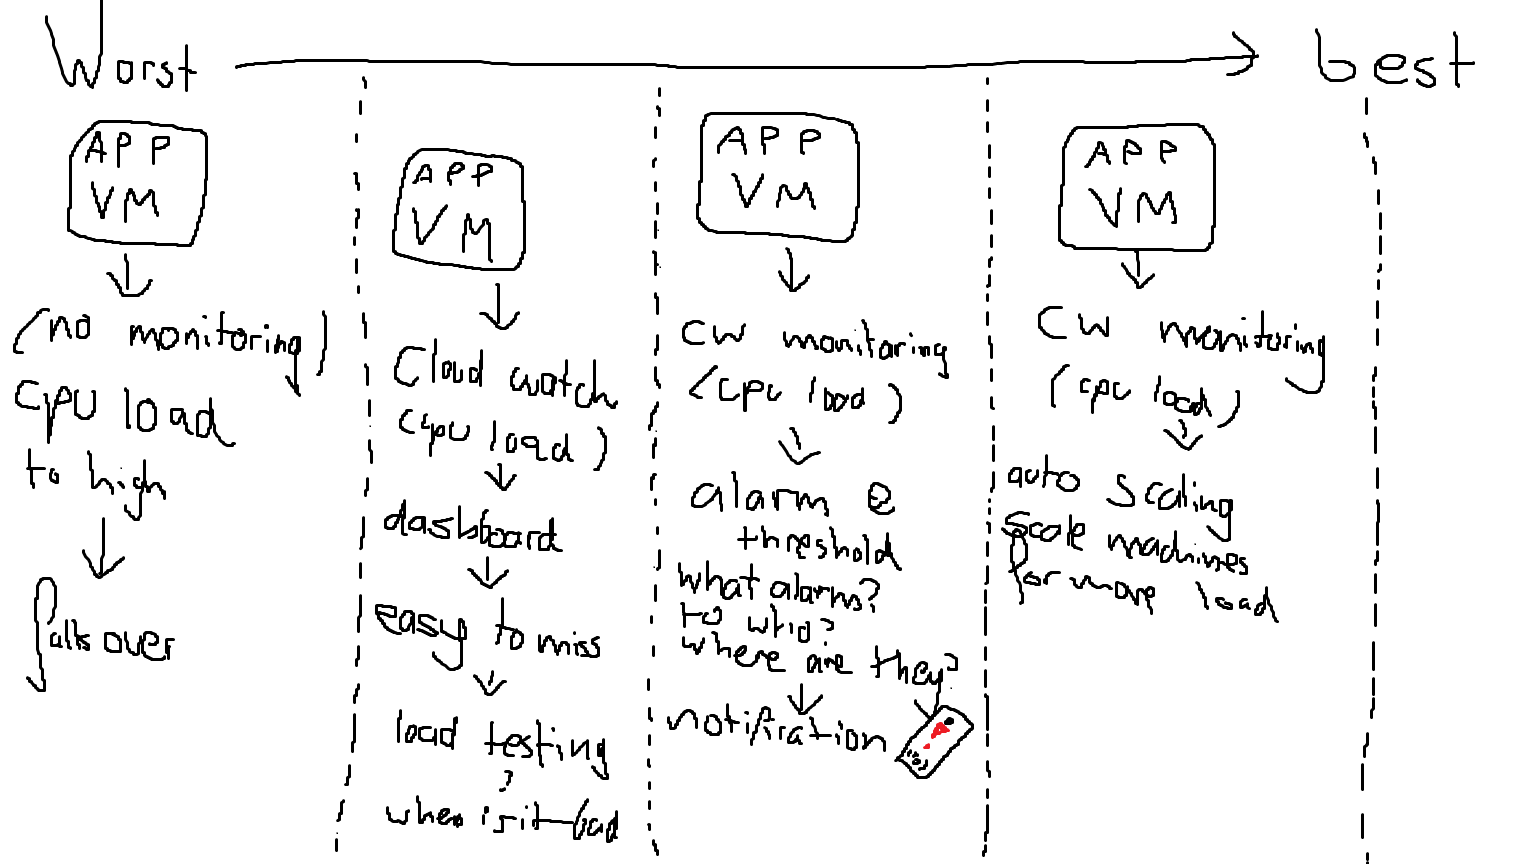 Worst
best
APP
VM
(no monitoring)
CPU load
to high
falls over
APP
VM
Cloud watch
(cpu load)
dashboard
easy to miss
load testing
?
when is it bad
APP
VM
CW monitoring
(cpu load)
alarm @
threshold
what alarms?
to who?
where are they?
notification
APP
VM
CW monitoring
(cpu load)
auto scaling
scale machines
for more load